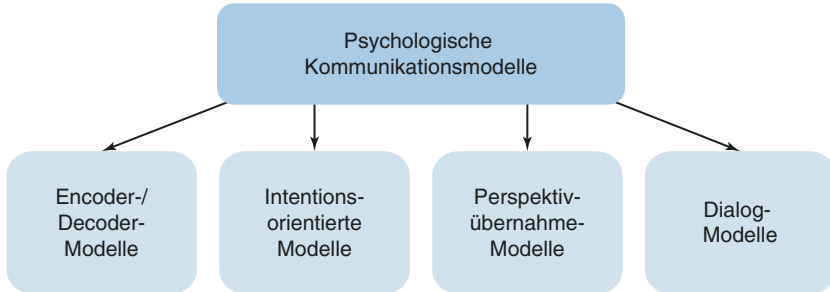 Psychologische
Kommunikationsmodelle
Encoder-/
Decoder-
Modelle
Intentions-
orientierte
Modelle
Perspektiv-
übernahme-
Modelle
Dialog-
Modelle